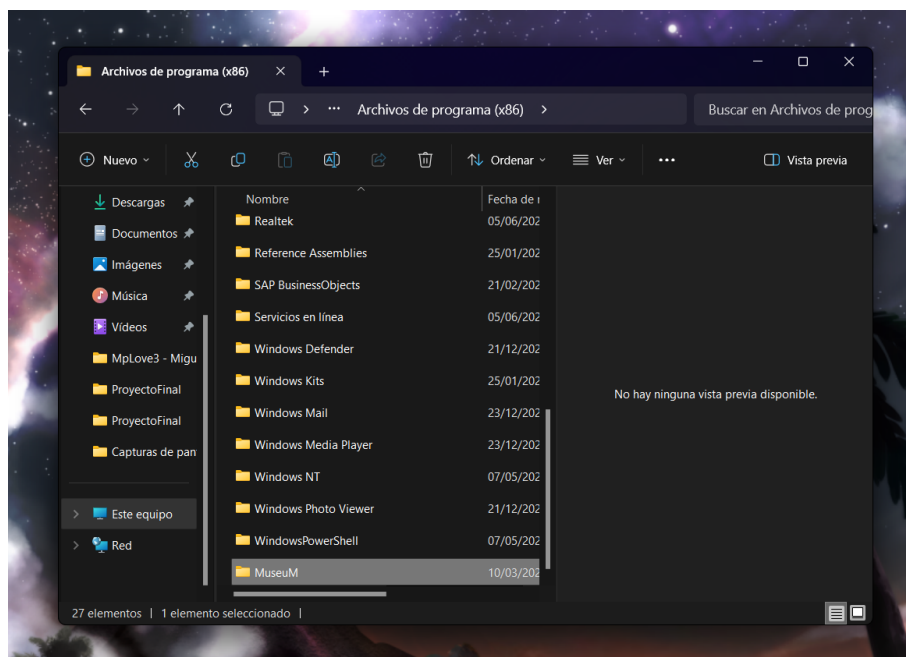 Archivos de programa (x86)
Archivos de programa (x86)
Buscar en Archivos de prog
Nuevo
Ordenar
Ver
Vista previa
Descargas
Documentos
Imágenes
Música
Vídeos
MpLove3 - Migu
ProyectoFinal
ProyectoFinal
Capturas de pan
Este equipo
Red
Nombre Fecha de
Realtek 05/06/202
Reference Assemblies 25/01/202
SAP BusinessObjects 21/02/202
Servicios en línea 05/06/202
Windows Defender 21/12/202
Windows Kits 25/01/202
Windows Mail 23/12/202
Windows Media Player 23/12/202
Windows NT 07/05/202
Windows Photo Viewer 21/12/202
WindowsPowerShell 07/05/202
MuseuM 10/03/202
No hay ninguna vista previa disponible.
27 elementos | 1 elemento seleccionado |